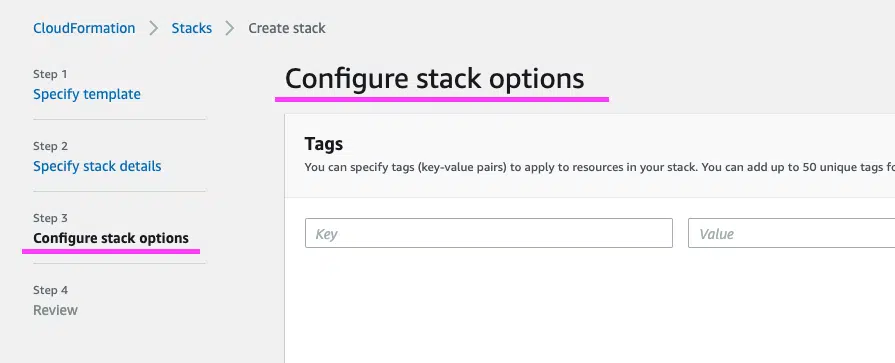 CloudFormation > Stacks > Create stack
Step 1
Specify template
Step 2
Specify stack details
Step 3
Configure stack options
Step 4
Review
Configure stack options
Tags
You can specify tags (key-value pairs) to apply to resources in your stack. You can add up to 50 unique tags
Key Value